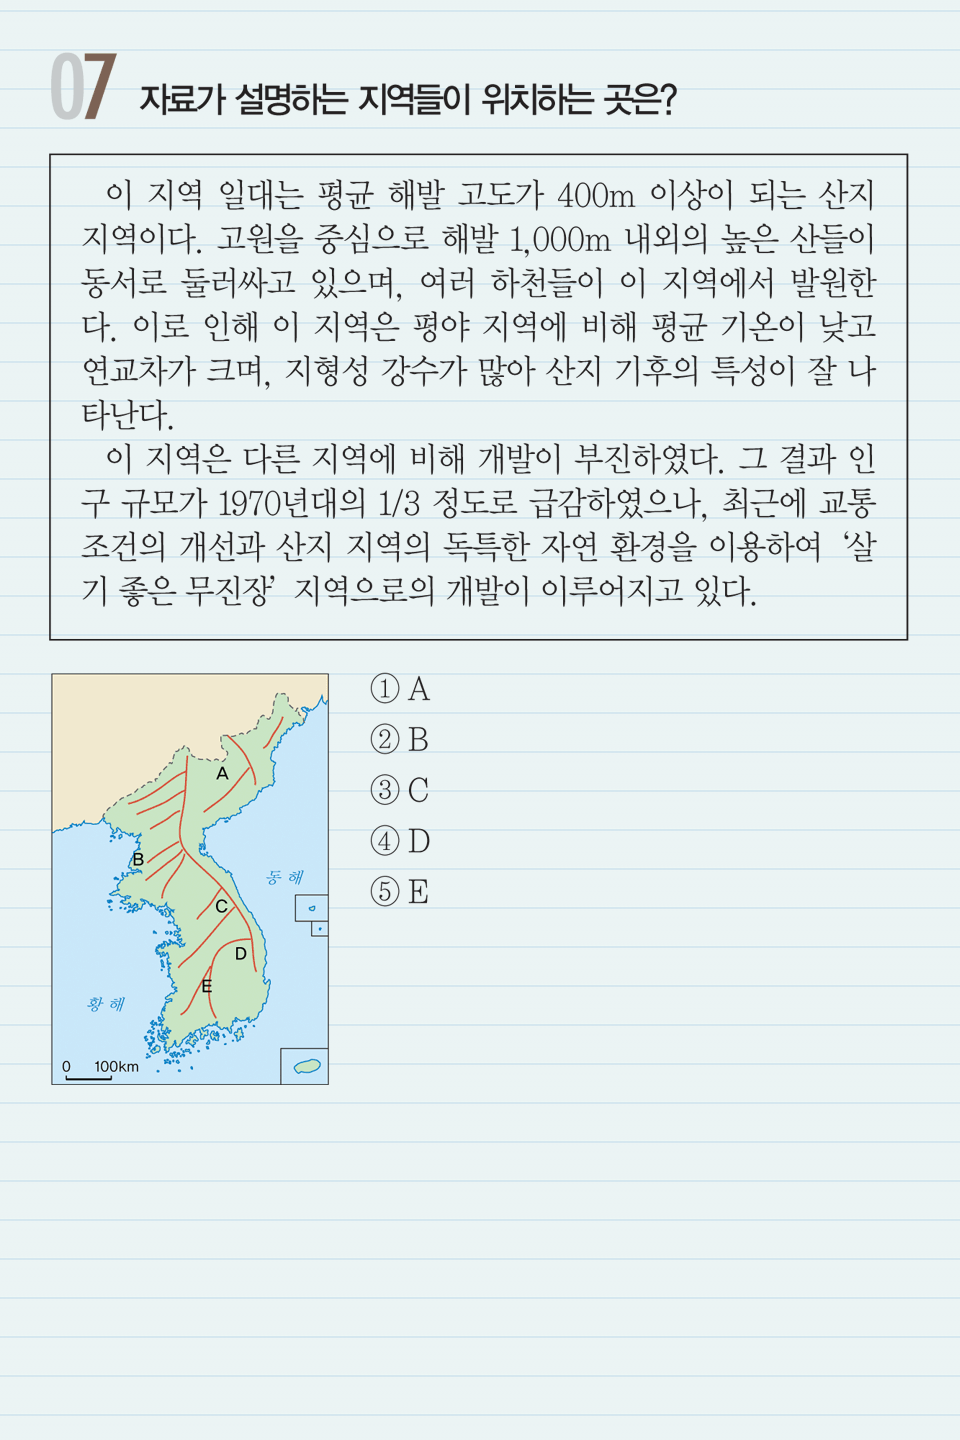 07 자료가 설명하는 지역들이 위치하는 곳은?
이 지역 일대는 평균 해발 고도가 400m 이상이 되는 산지
지역이다. 고원을 중심으로 해발 1,000m 내외의 높은 산들이
동서로 둘러싸고 있으며, 여러 하천들이 이 지역에서 발원한
다. 이로 인해 이 지역은 평야 지역에 비해 평균 기온이 낮고
연교차가 크며, 지형성 강수가 많아 산지 기후의 특성이 잘 나
타난다.
이 지역은 다른 지역에 비해 개발이 부진하였다. 그 결과 인
구 규모가 1970년대의 1/3 정도로 급감하였으나, 최근에 교통
조건의 개선과 산지 지역의 독특한 자연 환경을 이용하여 ‘살
기 좋은 무진장’ 지역으로의 개발이 이루어지고 있다.
A
B
동해
C
D
E
황해
0 100km
① A
② B
③ C
④ D
⑤ E